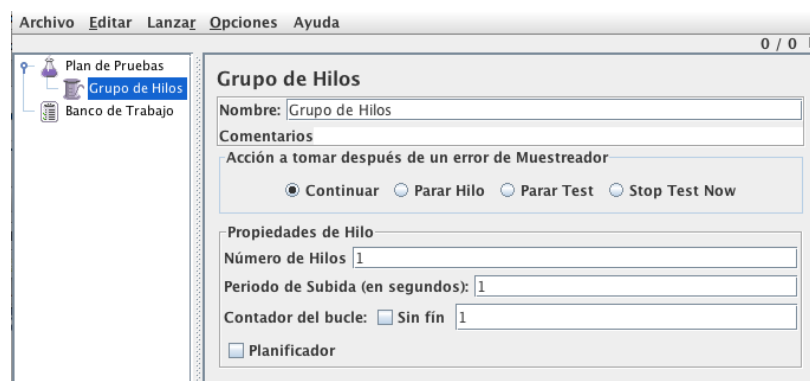 Archivo Editar Lanzar Opciones Ayuda
0 / 0
Plan de Pruebas
Grupo de Hilos
Banco de Trabajo
Grupo de Hilos
Nombre: Grupo de Hilos
Comentarios
Acción a tomar después de un error de Muestreador
Continuar Parar Hilo Parar Test Stop Test Now
Propiedades de Hilo
Número de Hilos 1
Periodo de Subida (en segundos): 1
Contador del bucle: Sin fín 1
Planificador